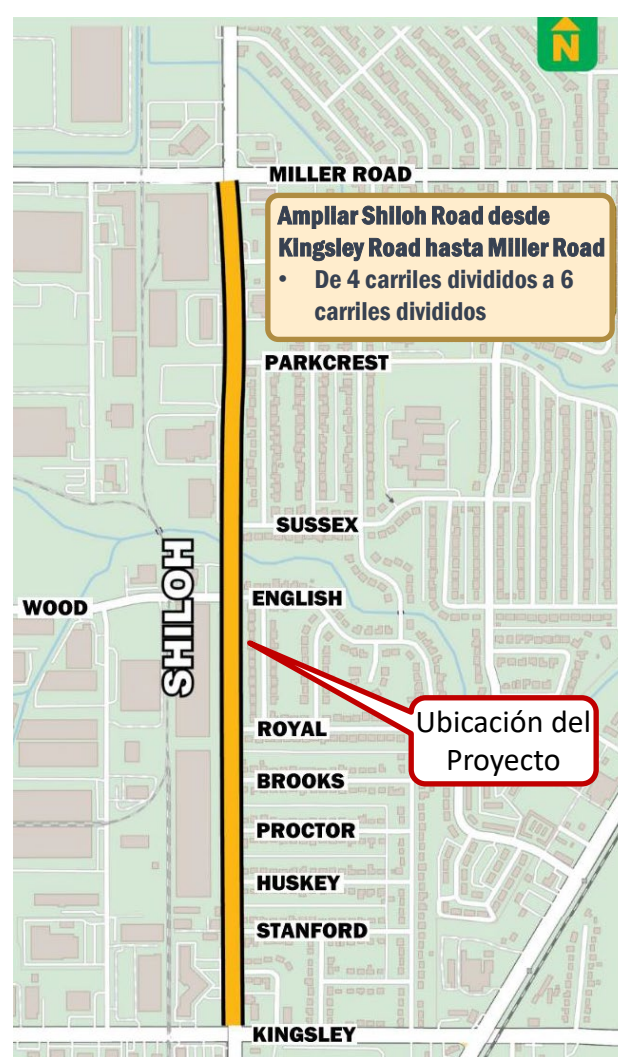 N
MILLER ROAD
Ampliar Shiloh Road desde
Kingsley Road hasta Miller Road
• De 4 carriles divididos a 6
carriles divididos
PARKCREST
SUSSEX
ENGLISH
WOOD
SHILOH
ROYAL
Ubicación del
Proyecto
BROOKS
PROCTOR
HUSKEY
STANFORD
KINGSLEY